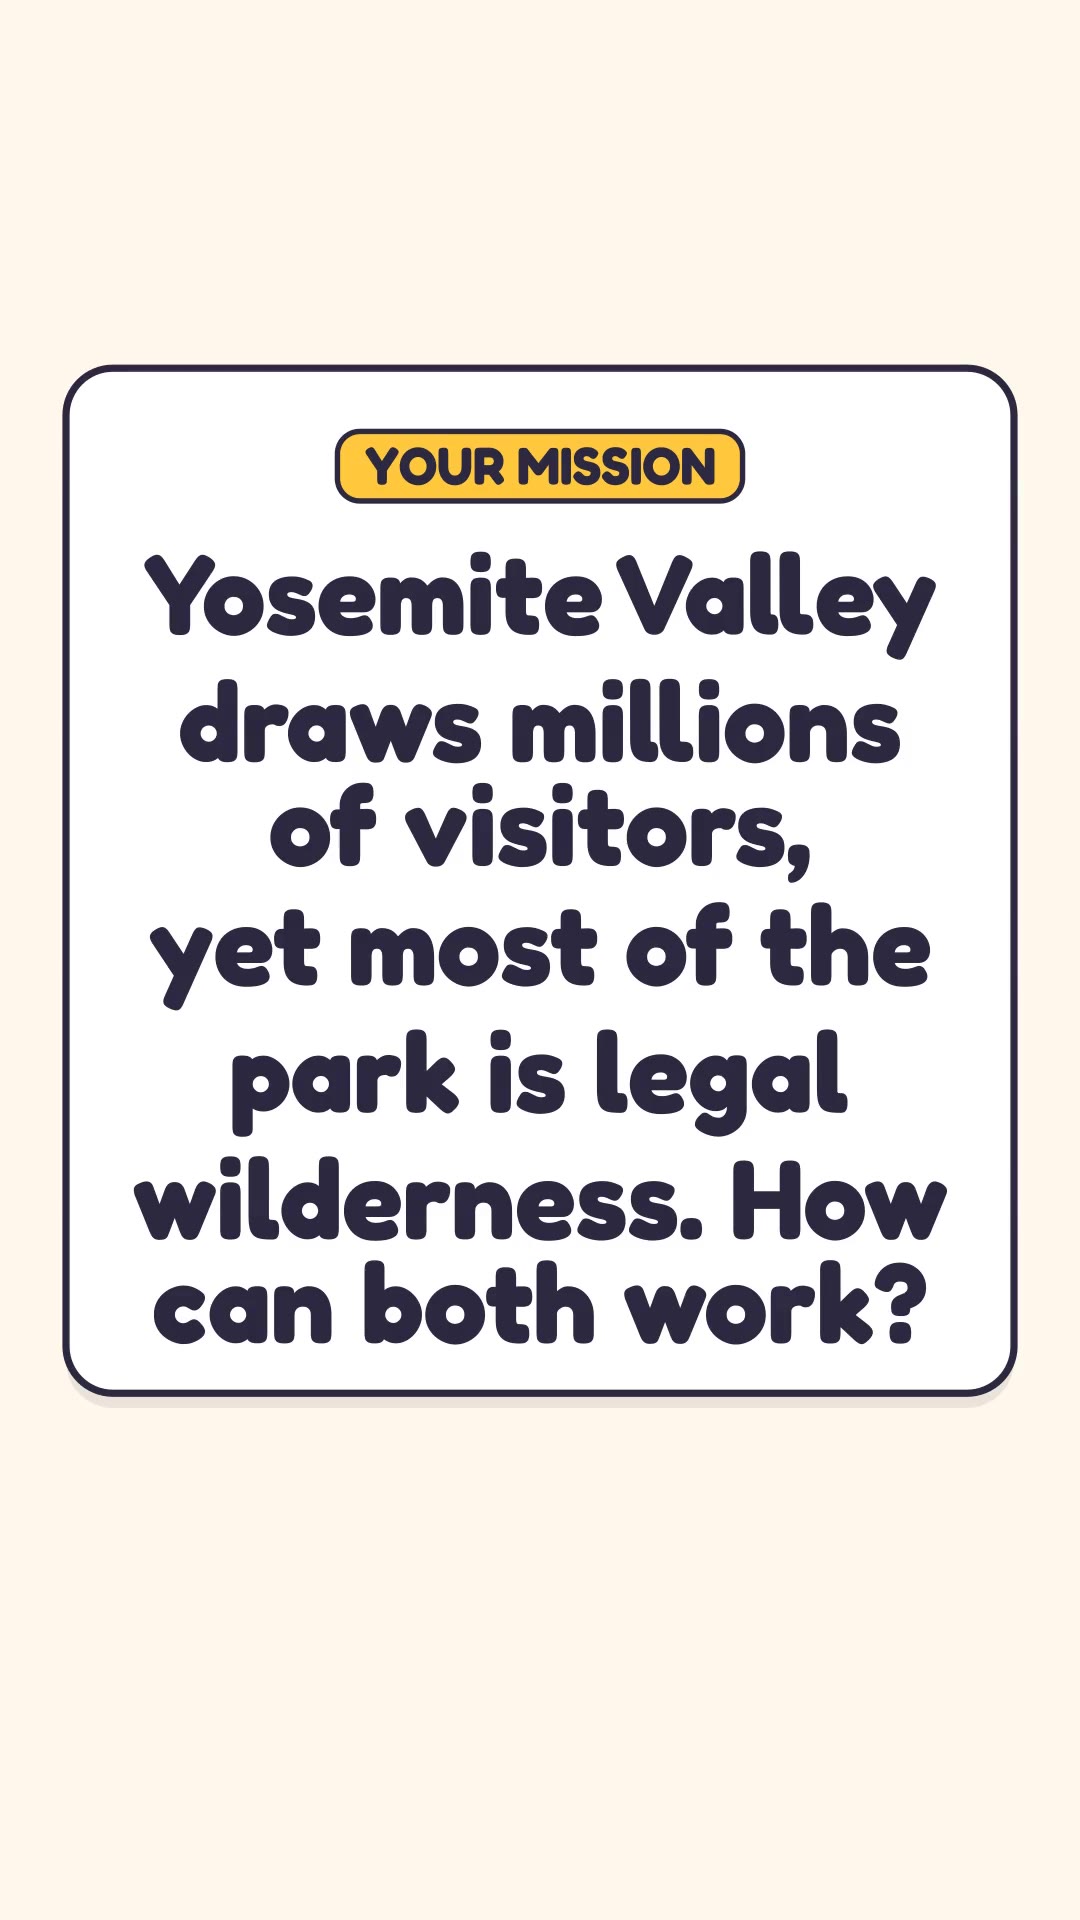 YOUR MISSION
Yosemite Valley
draws millions
of visitors,
yet most of the
park is legal
wilderness. How
can both work?